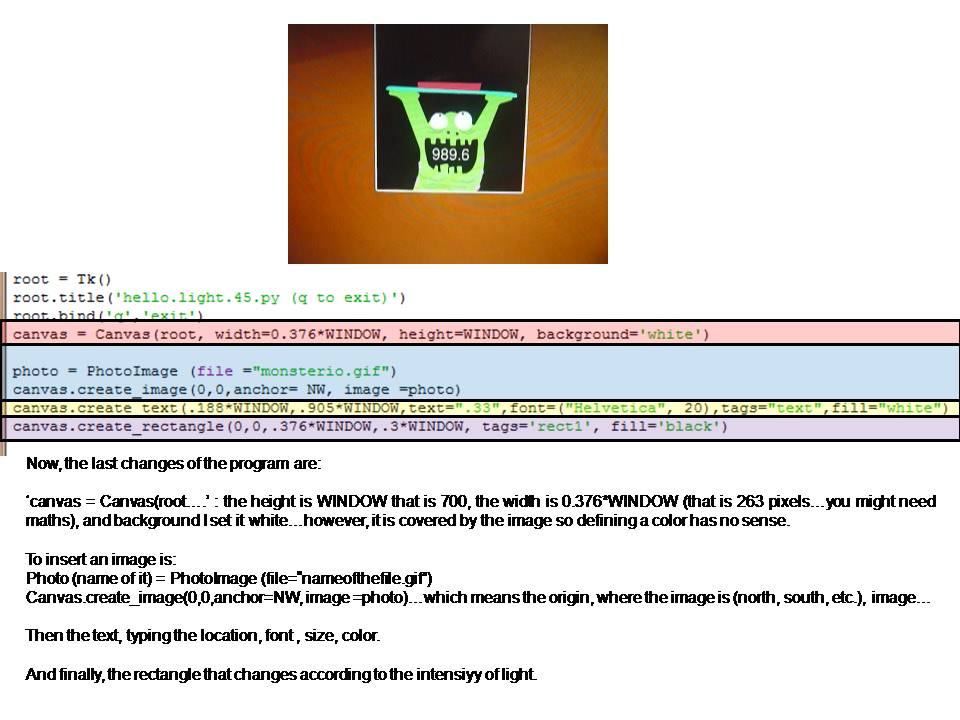 989.6
root = Tk()
root.title('hello.light.45.py (q to exit)')
root.bind('q','exit')
canvas = Canvas(root, width=0.376*WINDOW, height=WINDOW, background='white')
photo = PhotoImage (file ="monsterio.gif")
canvas.create_image(0,0,anchor= NW, image =photo)
canvas.create_text(.188*WINDOW,.905*WINDOW,text=".33",font=("Helvetica", 20),tags="text",fill="white")
canvas.create_rectangle(0,0,.376*WINDOW,.3*WINDOW, tags='rect1', fill='black')
Now, the last changes of the program are:
'canvas = Canvas(root….' : the height is WINDOW that is 700, the width is 0.376*WINDOW (that is 263 pixels…you might need
maths), and background I set it white…however, it is covered by the image so defining a color has no sense.
To insert an image is:
Photo (name of it) = PhotoImage (file="nameofthefile.gif")
Canvas.create_image(0,0,anchor=NW, image =photo)…which means the origin, where the image is (north, south, etc.), image…
Then the text, typing the location, font , size, color.
And finally, the rectangle that changes according to the intensiyy of light.